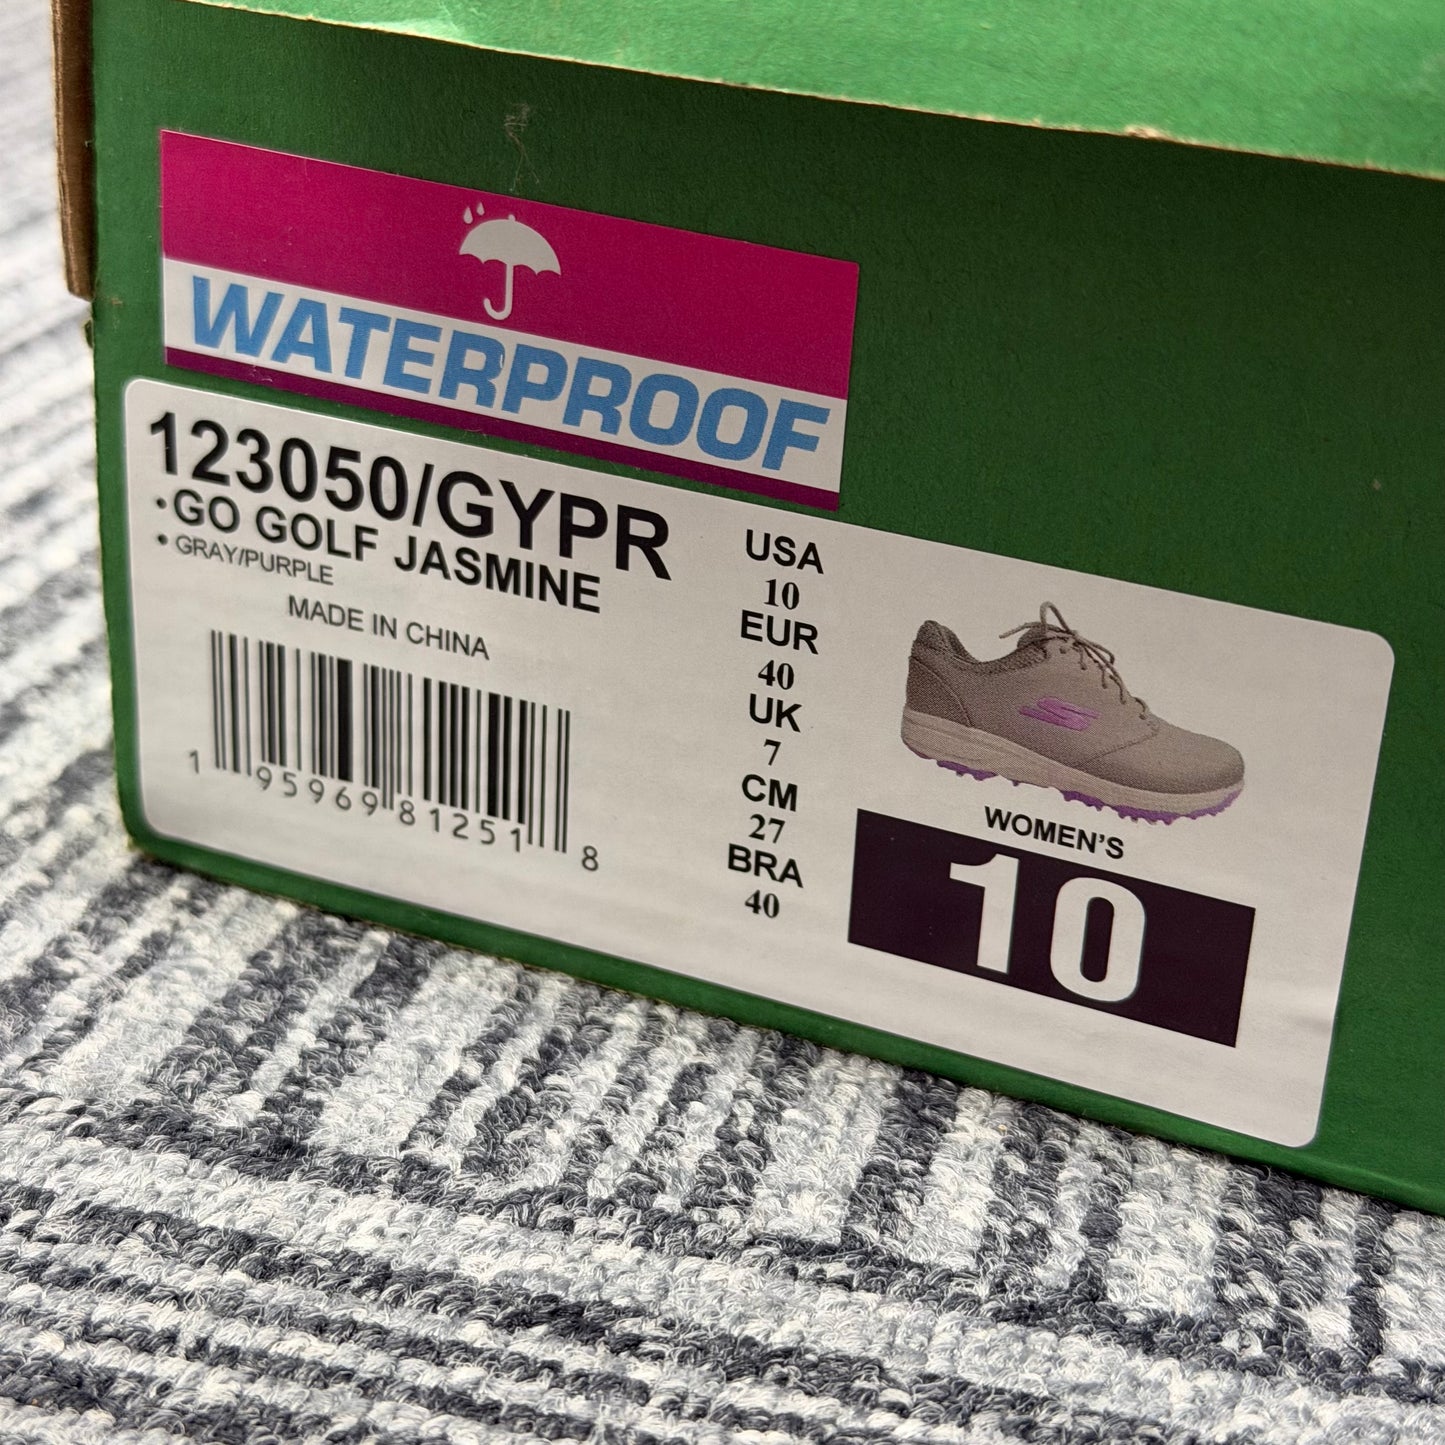 WATERPROOF
123050/GYPR
•GO GOLF JASMINE
• GRAY/PURPLE
MADE IN CHINA
1 95969 81251 8
USA
10
EUR
40
UK
7
CM
27
BRA
40
WOMEN'S
10